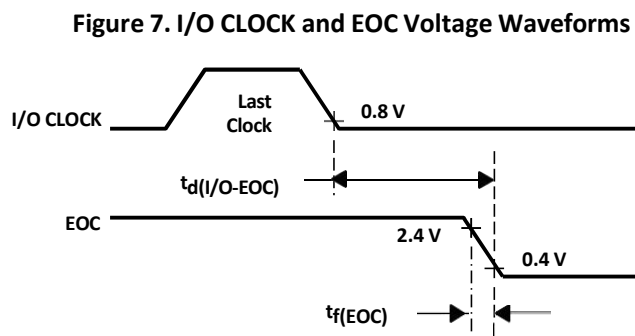 Figure 7. I/O CLOCK and EOC Voltage Waveforms
I/O CLOCK
Last
Clock
0.8 V
td(I/O-EOC)
EOC
2.4 V
0.4 V
tf(EOC)